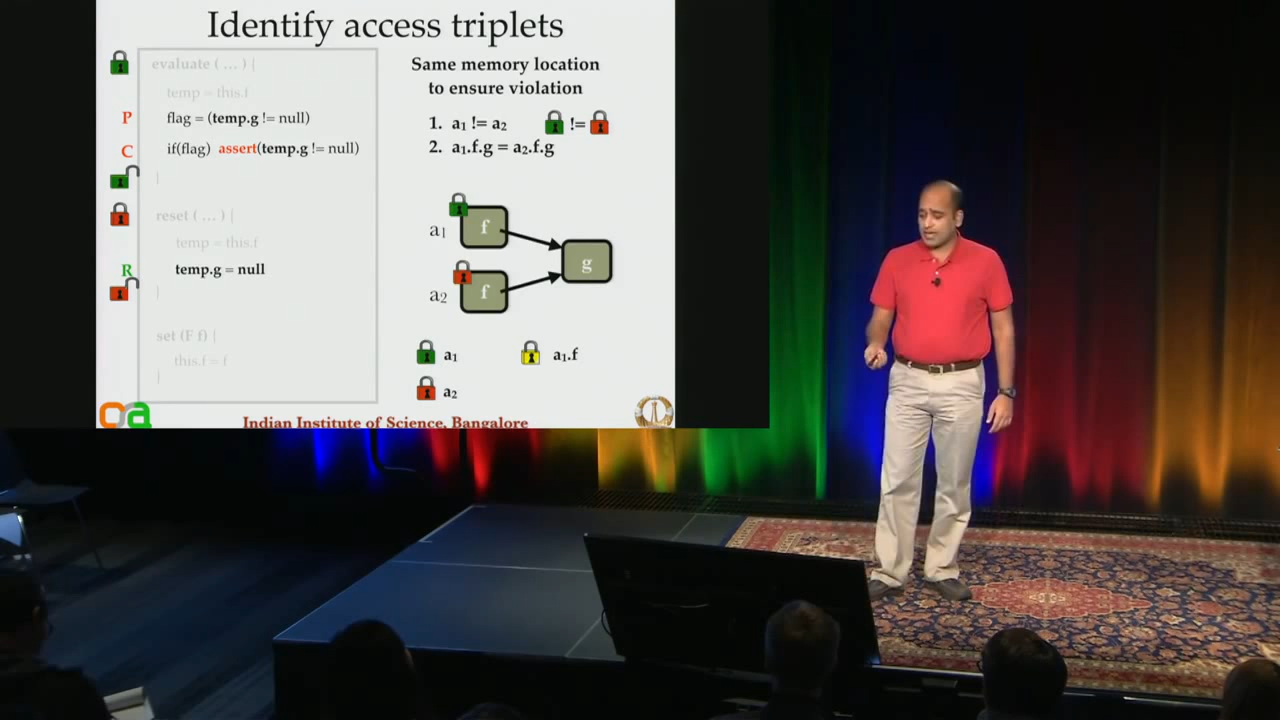 Identify access triplets
evaluate ( ... ) {
temp = this.f
P flag = (temp.g != null)
C if(flag) assert(temp.g != null)
}
reset ( ... ) {
temp = this.f
R temp.g = null
}
set (F f) {
this.f = f
}
Same memory location
to ensure violation
1. a₁ != a₂ !=
2. a₁.f.g = a₂.f.g
a₁ f
g
a₂ f
a₁ a₁.f
a₂
Indian Institute of Science, Bangalore